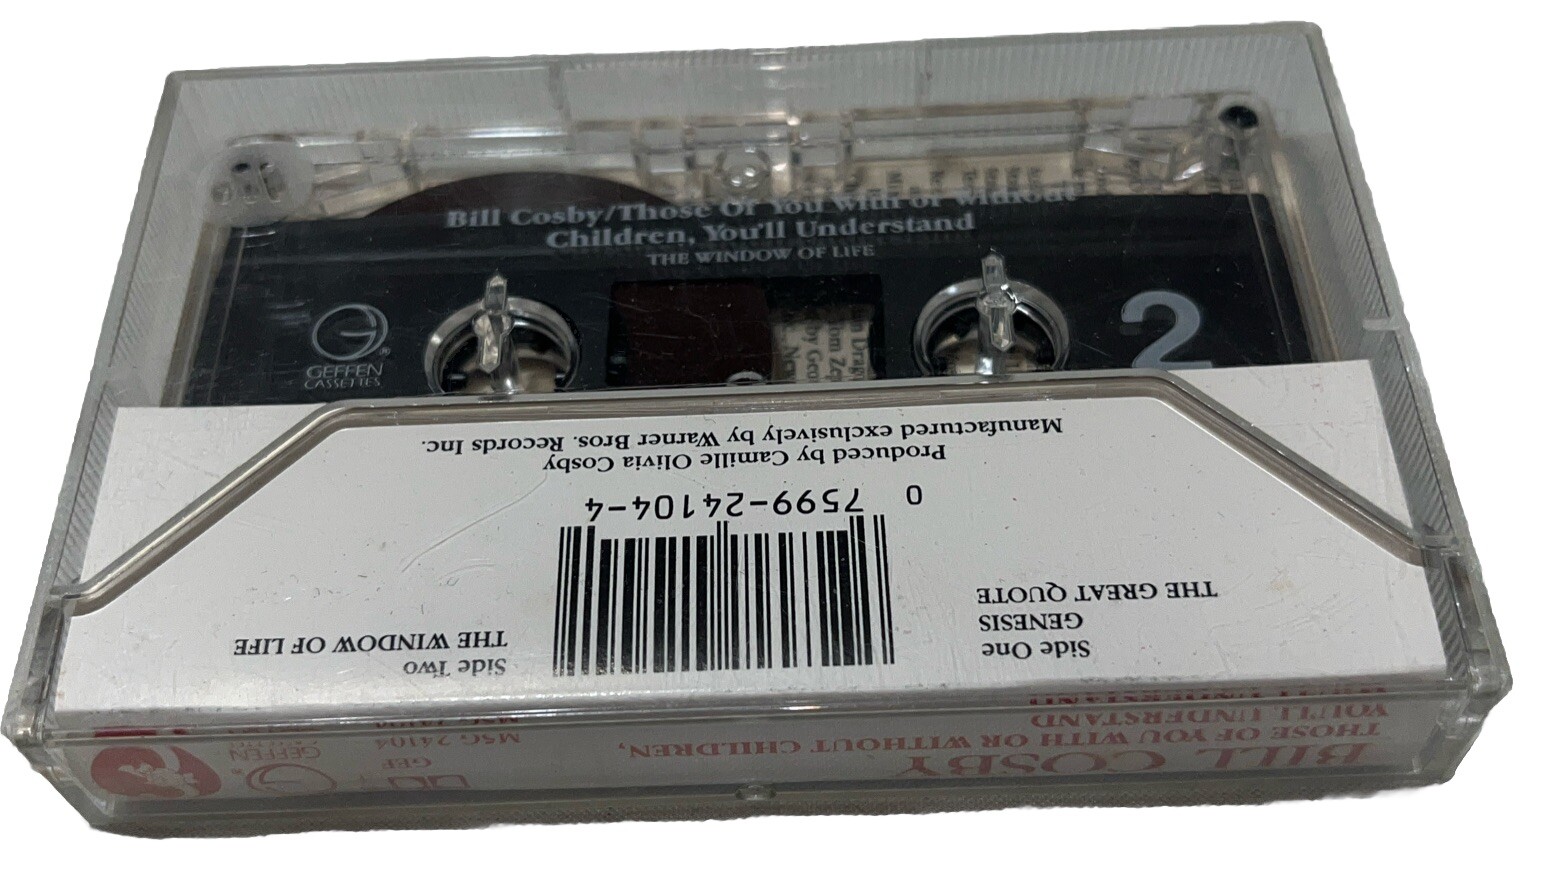 Bill Cosby/Those Of You With or Without
Children, You'll Understand
THE WINDOW OF LIFE
GEFFEN
CASSETTES
2
Manufactured exclusively by Warner Bros. Records Inc.
Produced by Camille Olivia Cosby
0 7599-24104-4
Side One
GENESIS
THE GREAT QUOTE
Side Two
THE WINDOW OF LIFE
BILL COSBY
THOSE OF YOU WITH OR WITHOUT CHILDREN,
YOU'LL UNDERSTAND
GEF
M5G 24104
GEFFEN